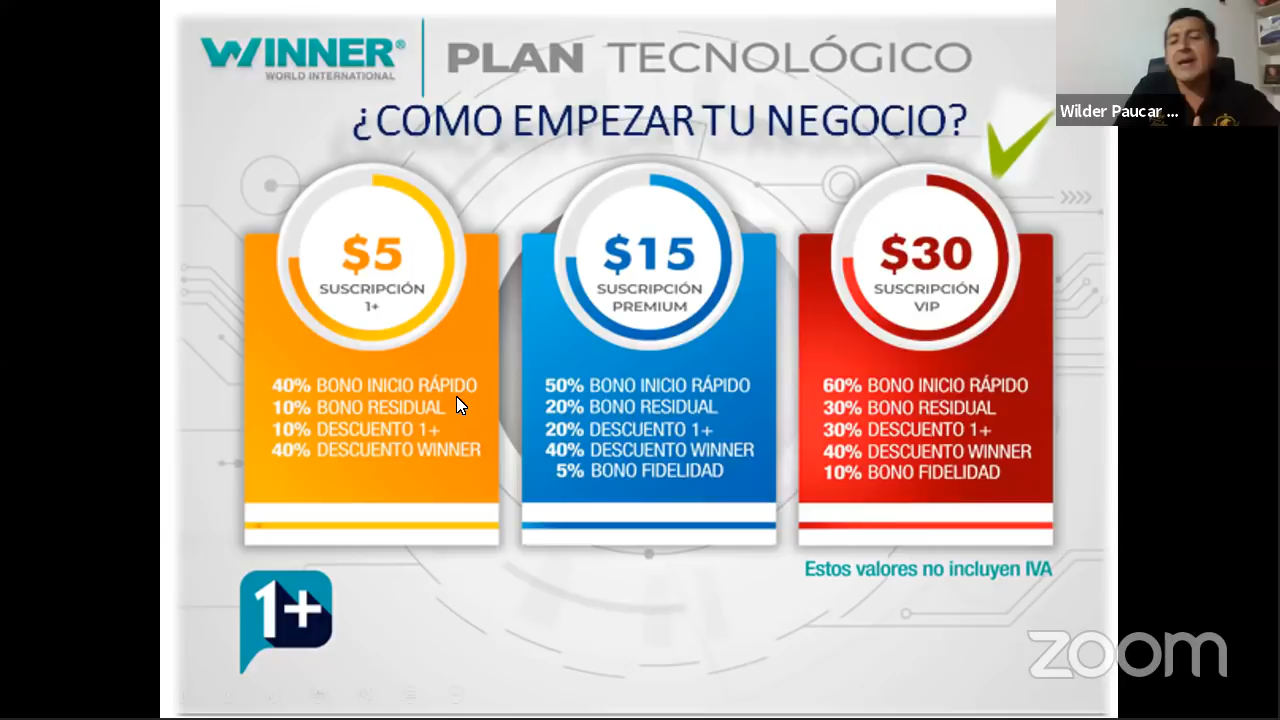 WINNER®
WORLD INTERNATIONAL
PLAN TECNOLÓGICO
¿COMO EMPEZAR TU NEGOCIO?
Wilder Paucar ...
$5
SUSCRIPCIÓN
1+
40% BONO INICIO RÁPIDO
10% BONO RESIDUAL
10% DESCUENTO 1+
40% DESCUENTO WINNER
$15
SUSCRIPCIÓN
PREMIUM
50% BONO INICIO RÁPIDO
20% BONO RESIDUAL
20% DESCUENTO 1+
40% DESCUENTO WINNER
5% BONO FIDELIDAD
$30
SUSCRIPCIÓN
VIP
60% BONO INICIO RÁPIDO
30% BONO RESIDUAL
30% DESCUENTO 1+
40% DESCUENTO WINNER
10% BONO FIDELIDAD
Estos valores no incluyen IVA
1+
zoom